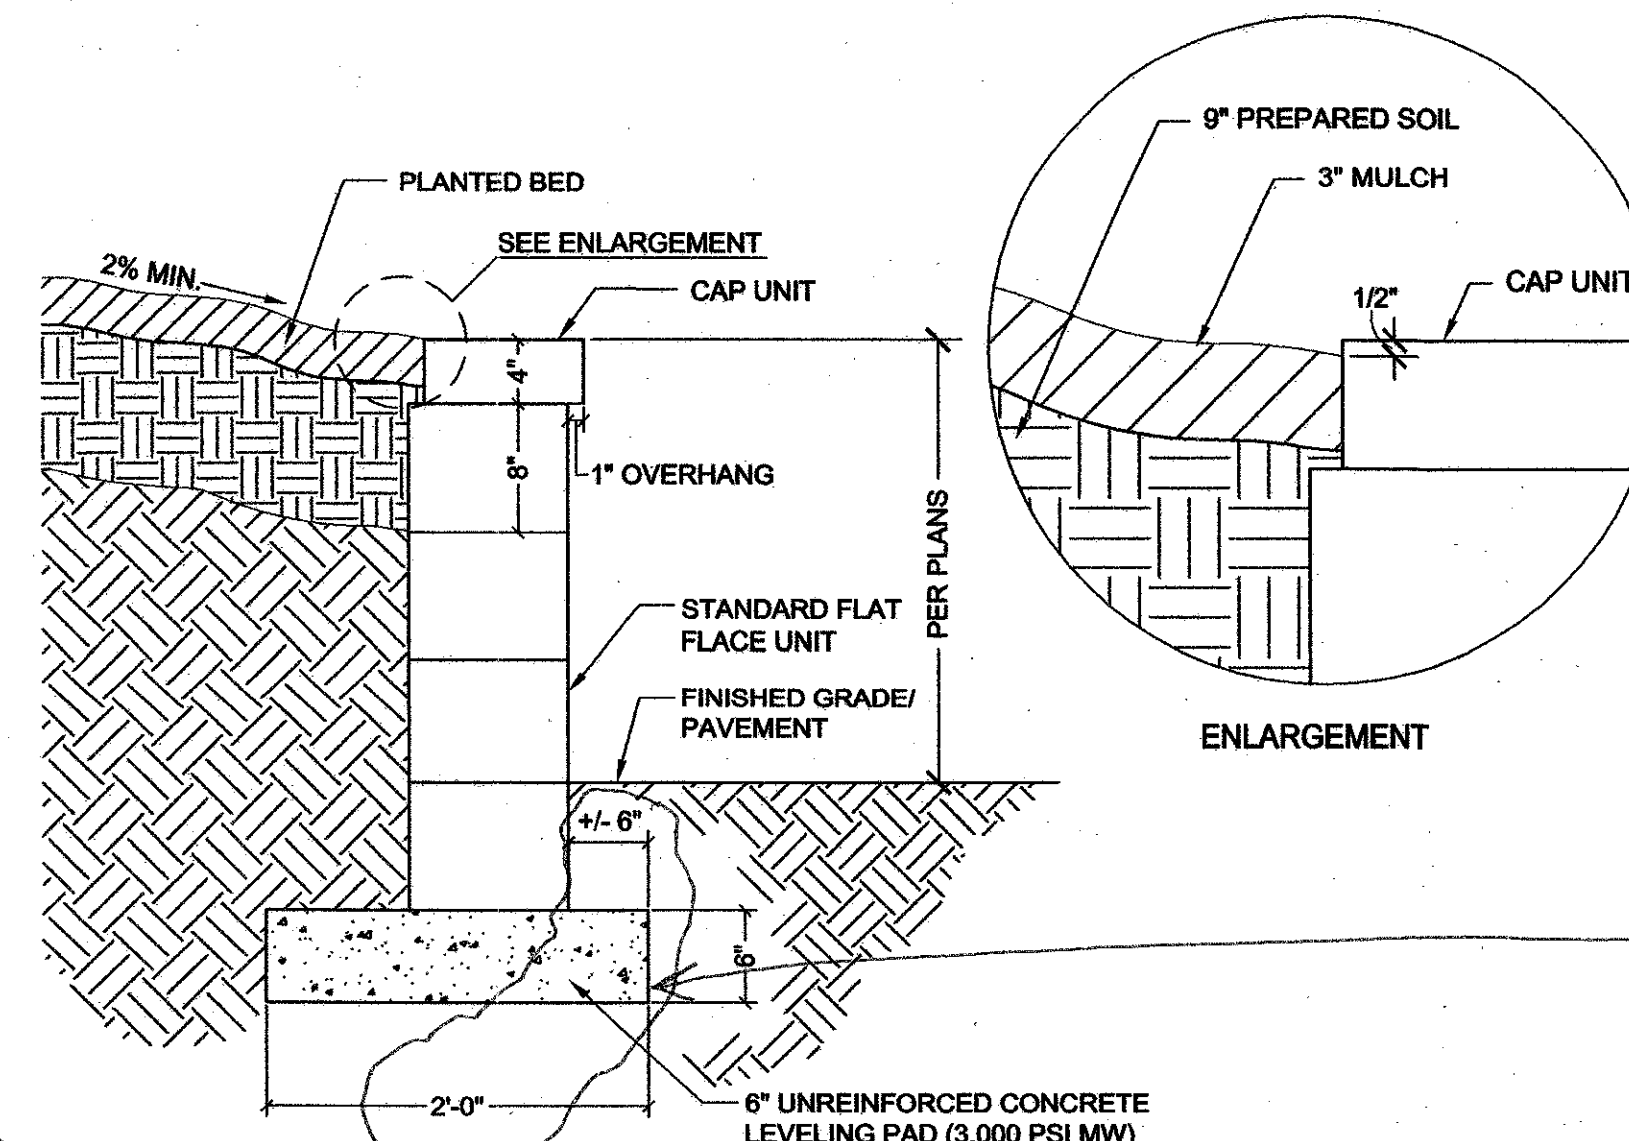 9" PREPARED SOIL
3" MULCH
PLANTED BED
SEE ENLARGEMENT
2% MIN.
CAP UNIT
CAP UNIT
1/2"
4"
8"
1" OVERHANG
PER PLANS
STANDARD FLAT
FLACE UNIT
FINISHED GRADE/
PAVEMENT
ENLARGEMENT
+/- 6"
6"
2'-0"
6" UNREINFORCED CONCRETE
LEVELING PAD (3,000 PSI MW)